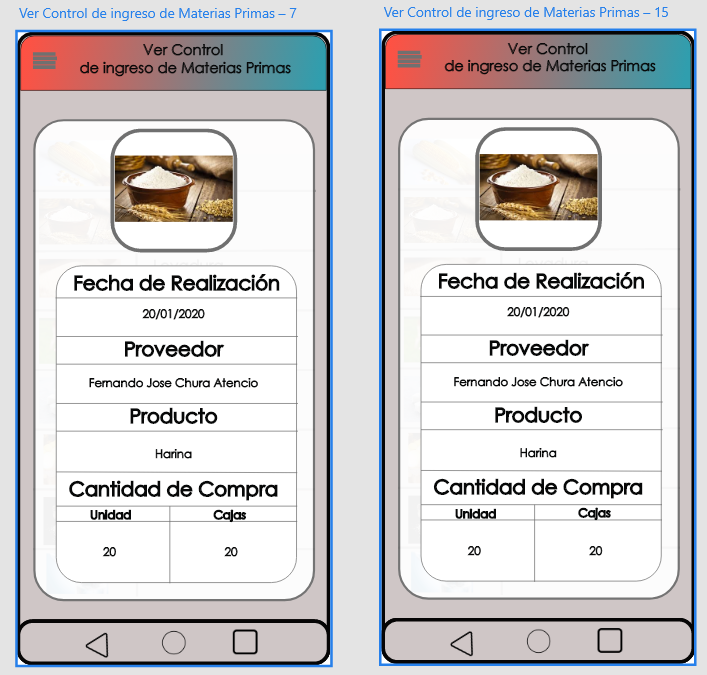 Ver Control de ingreso de Materias Primas – 7
Ver Control
de ingreso de Materias Primas
Fecha de Realización
20/01/2020
Proveedor
Fernando Jose Chura Atencio
Producto
Harina
Cantidad de Compra
Unidad Cajas
20 20
Ver Control de ingreso de Materias Primas – 15
Ver Control
de ingreso de Materias Primas
Levadura
Fecha de Realización
20/01/2020
Proveedor
Fernando Jose Chura Atencio
Producto
Harina
Cantidad de Compra
Unidad Cajas
20 20